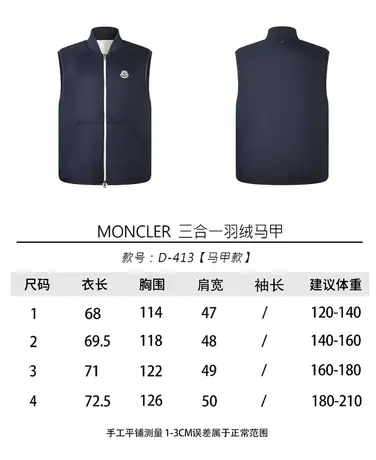 MONCLER 三合一羽绒马甲
款号：D-413【马甲款】
尺码 衣长 胸围 肩宽 袖长 建议体重
1 68 114 47 / 120-140
2 69.5 118 48 / 140-160
3 71 122 49 / 160-180
4 72.5 126 50 / 180-210
手工平铺测量 1-3CM误差属于正常范围